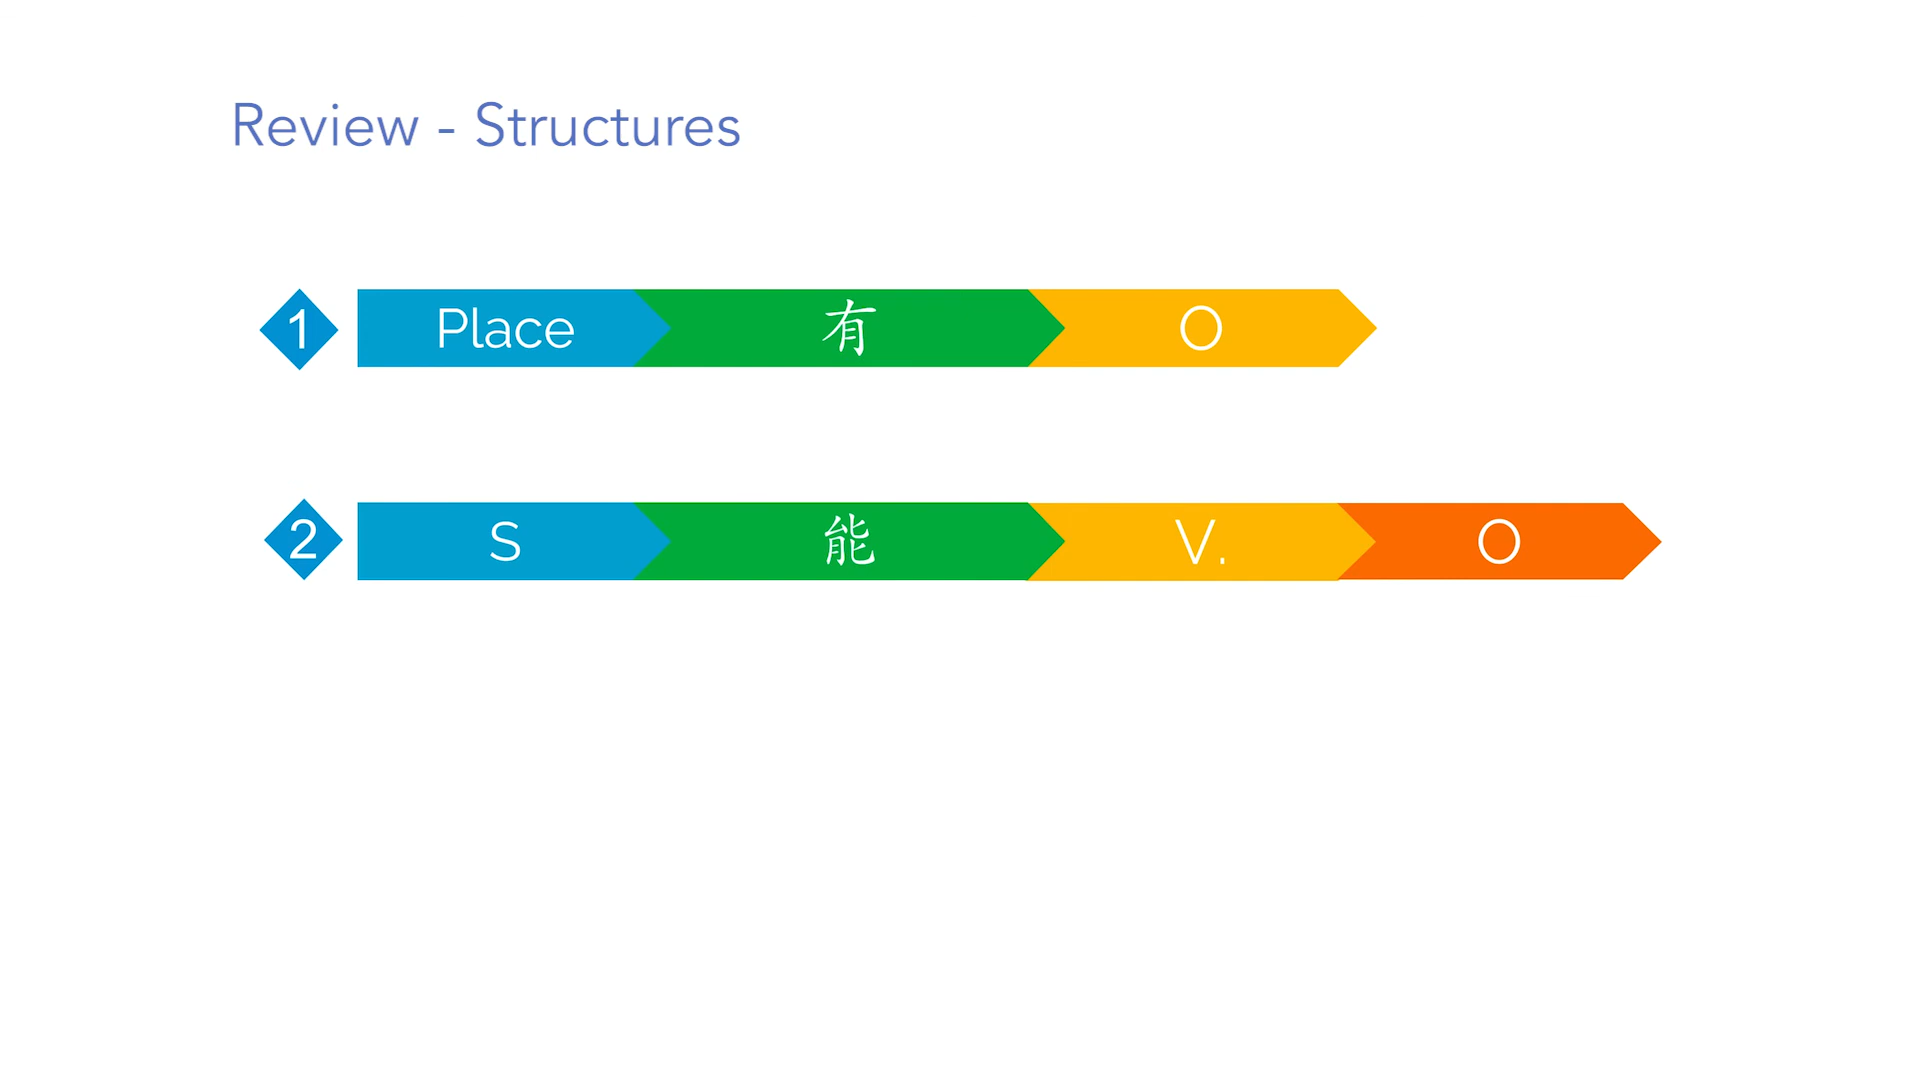 Review - Structures
1 Place 有 O
2 S 能 V. O